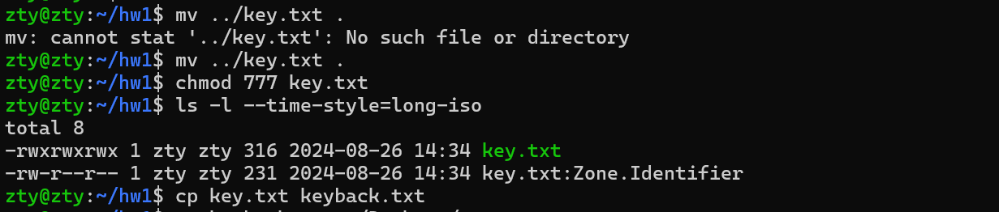 zty@zty:~/hw1$ mv ../key.txt .
mv: cannot stat '../key.txt': No such file or directory
zty@zty:~/hw1$ mv ../key.txt .
zty@zty:~/hw1$ chmod 777 key.txt
zty@zty:~/hw1$ ls -l --time-style=long-iso
total 8
-rwxrwxrwx 1 zty zty 316 2024-08-26 14:34 key.txt
-rw-r--r-- 1 zty zty 231 2024-08-26 14:34 key.txt:Zone.Identifier
zty@zty:~/hw1$ cp key.txt keyback.txt